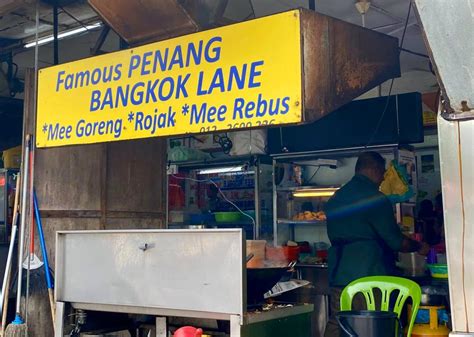 Famous PENANG
BANGKOK LANE
*Mee Goreng *Rojak *Mee Rebus